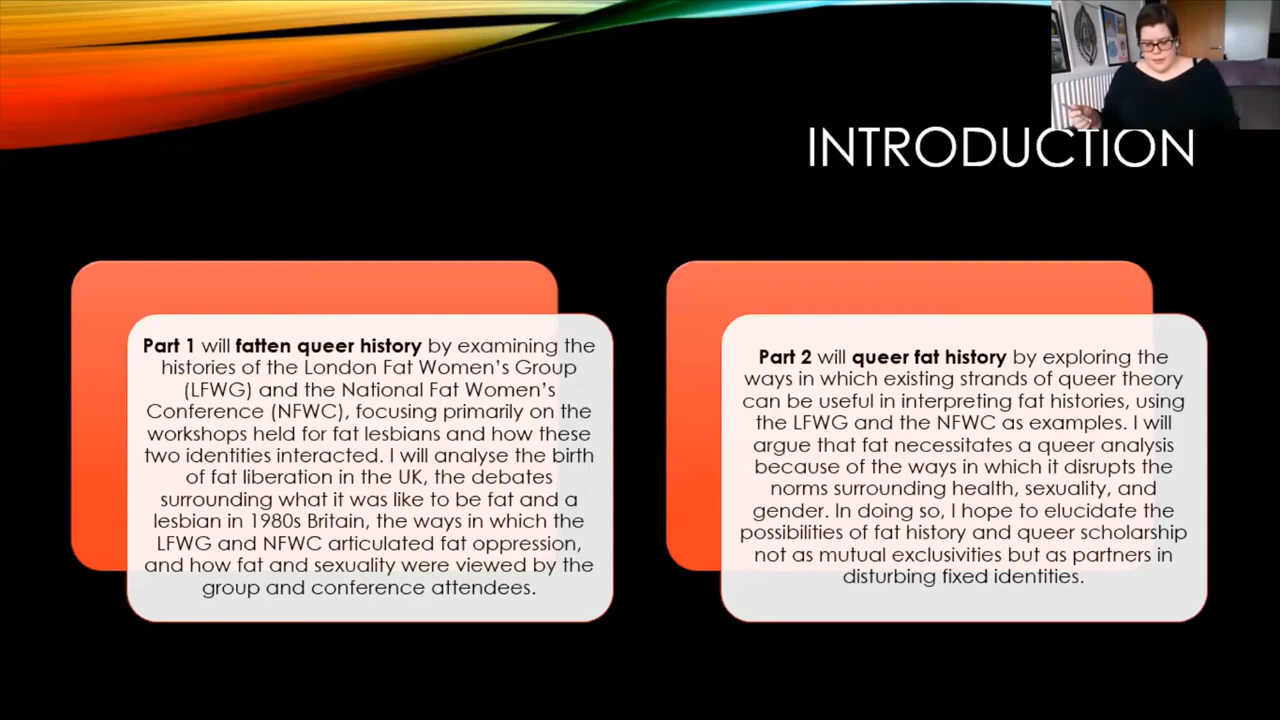 INTRODUCTION
Part 1 will fatten queer history by examining the
histories of the London Fat Women's Group
(LFWG) and the National Fat Women's
Conference (NFWC), focusing primarily on the
workshops held for fat lesbians and how these
two identities interacted. I will analyse the birth
of fat liberation in the UK, the debates
surrounding what it was like to be fat and a
lesbian in 1980s Britain, the ways in which the
LFWG and NFWC articulated fat oppression,
and how fat and sexuality were viewed by the
group and conference attendees.
Part 2 will queer fat history by exploring the
ways in which existing strands of queer theory
can be useful in interpreting fat histories, using
the LFWG and the NFWC as examples. I will
argue that fat necessitates a queer analysis
because of the ways in which it disrupts the
norms surrounding health, sexuality, and
gender. In doing so, I hope to elucidate the
possibilities of fat history and queer scholarship
not as mutual exclusivities but as partners in
disturbing fixed identities.